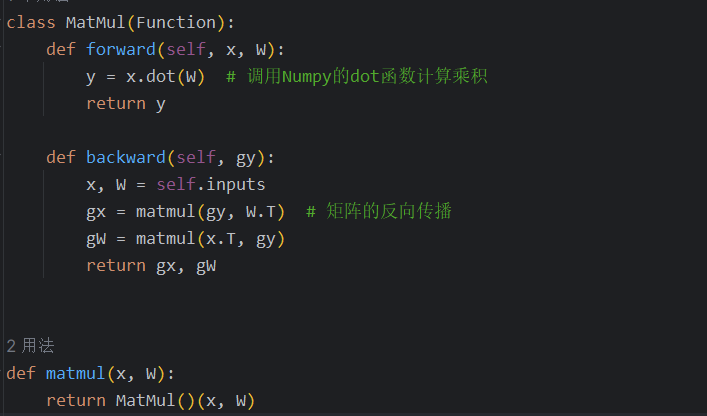 class MatMul(Function):
    def forward(self, x, W):
        y = x.dot(W)  # 调用Numpy的dot函数计算乘积
        return y
    def backward(self, gy):
        x, W = self.inputs
        gx = matmul(gy, W.T)  # 矩阵的反向传播
        gW = matmul(x.T, gy)
        return gx, gW
2 用法
def matmul(x, W):
    return MatMul()(x, W)